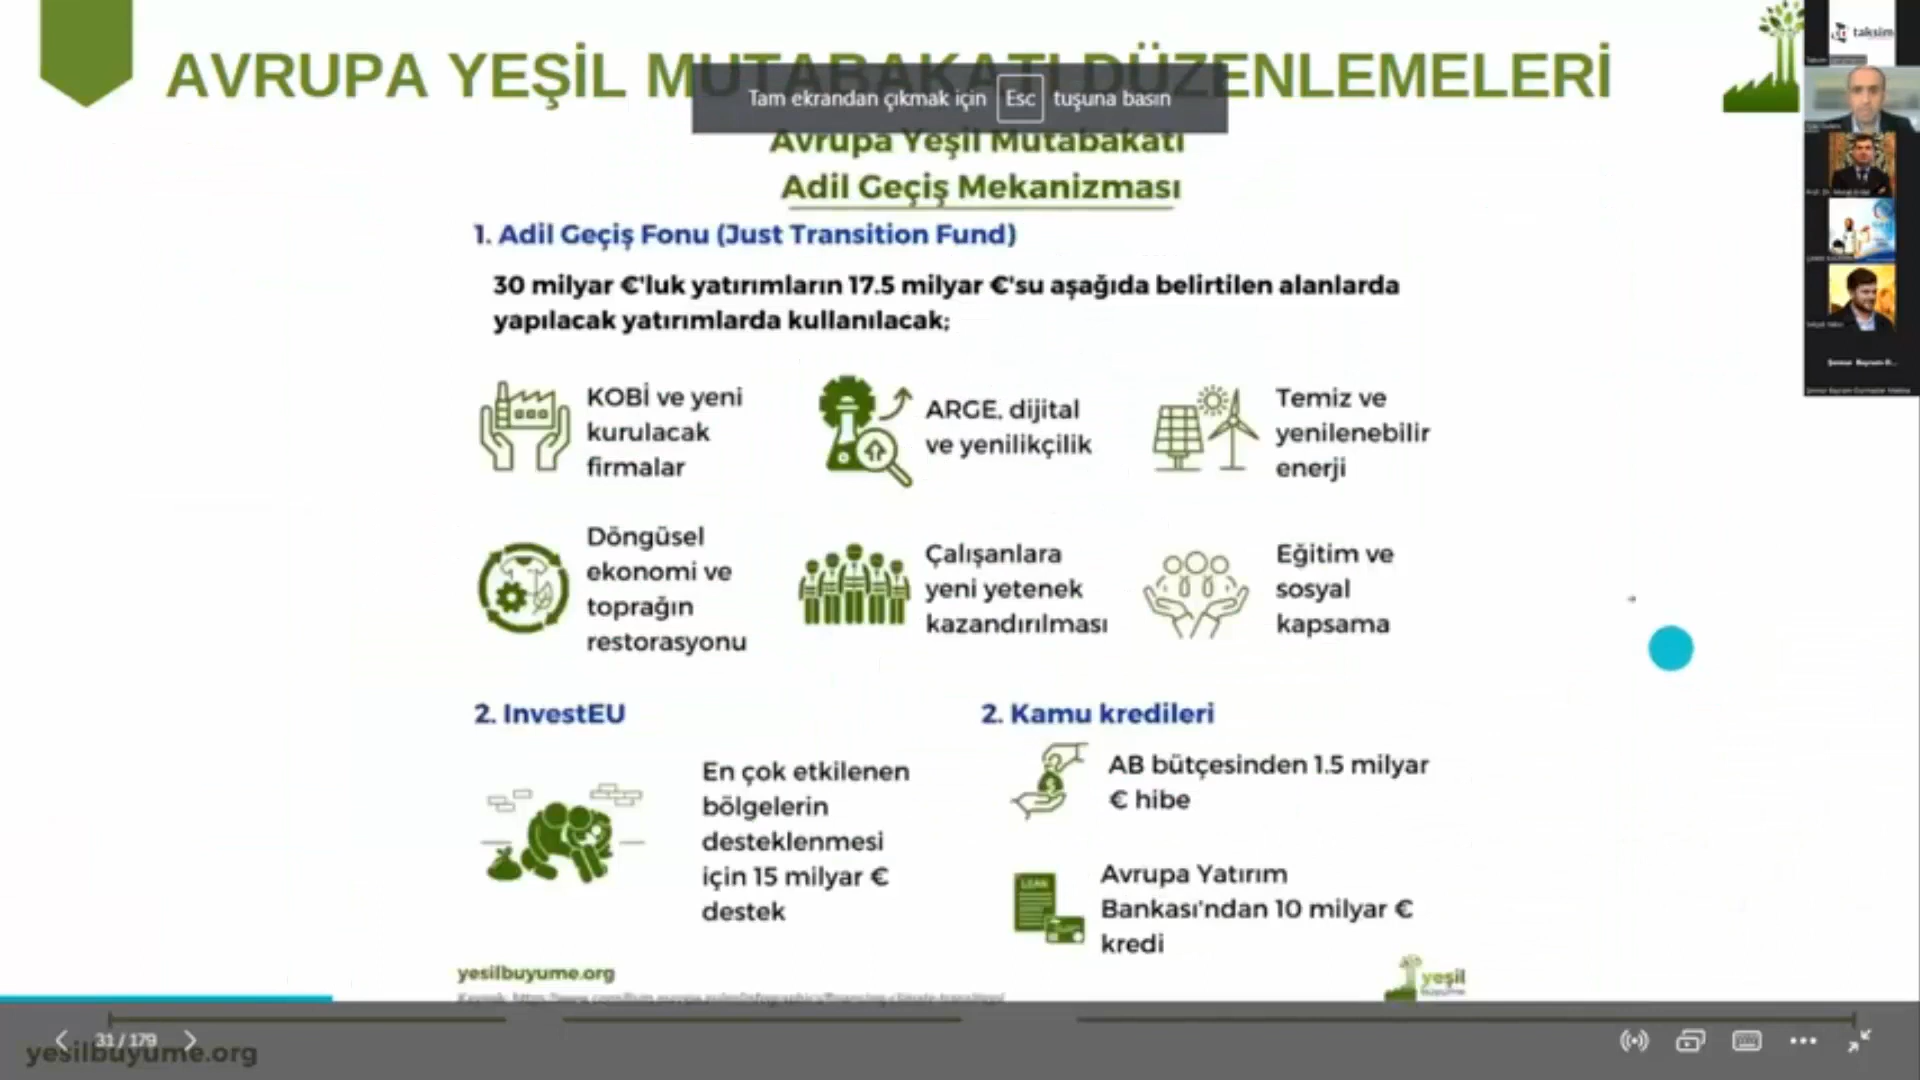 AVRUPA YEŞİL MUTABAKATI DÜZENLEMELERİ
Tam ekrandan çıkmak için Esc tuşuna basın
Avrupa Yeşil Mutabakatı
Adil Geçiş Mekanizması
1. Adil Geçiş Fonu (Just Transition Fund)
30 milyar €'luk yatırımların 17.5 milyar €'su aşağıda belirtilen alanlarda
yapılacak yatırımlarda kullanılacak;
KOBİ ve yeni
kurulacak
firmalar
ARGE, dijital
ve yenilikçilik
Temiz ve
yenilenebilir
enerji
Döngüsel
ekonomi ve
toprağın
restorasyonu
Çalışanlara
yeni yetenek
kazandırılması
Eğitim ve
sosyal
kapsama
2. InvestEU
En çok etkilenen
bölgelerin
desteklenmesi
için 15 milyar €
destek
2. Kamu kredileri
AB bütçesinden 1.5 milyar
€ hibe
LOAN
Avrupa Yatırım
Bankası'ndan 10 milyar €
kredi
yesilbuyume.org
yeşil
büyüme
31 / 179
yesilbuyume.org
taksim